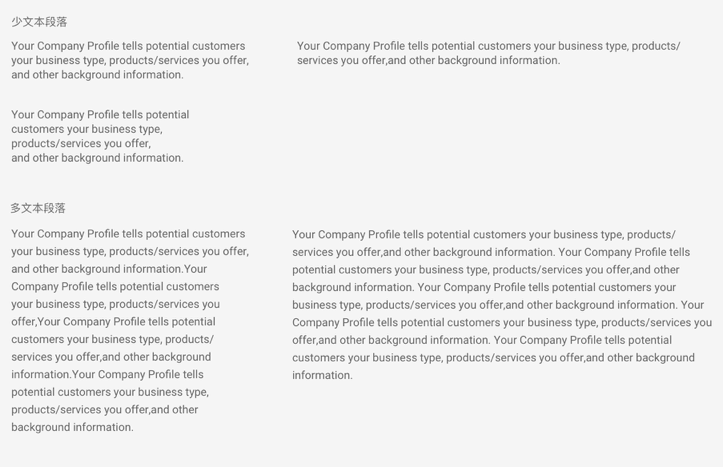 少文本段落
Your Company Profile tells potential customers
your business type, products/services you offer,
and other background information.
Your Company Profile tells potential customers your business type, products/
services you offer,and other background information.
Your Company Profile tells potential
customers your business type,
products/services you offer,
and other background information.
多文本段落
Your Company Profile tells potential customers
your business type, products/services you offer,
and other background information.Your
Company Profile tells potential customers
your business type, products/services you
offer,Your Company Profile tells potential
customers your business type, products/
services you offer,and other background
information.Your Company Profile tells
potential customers your business type,
products/services you offer,and other
background information.
Your Company Profile tells potential customers your business type, products/
services you offer,and other background information. Your Company Profile tells
potential customers your business type, products/services you offer,and other
background information. Your Company Profile tells potential customers your
business type, products/services you offer,and other background information. Your
Company Profile tells potential customers your business type, products/services you
offer,and other background information. Your Company Profile tells potential
customers your business type, products/services you offer,and other background
information.